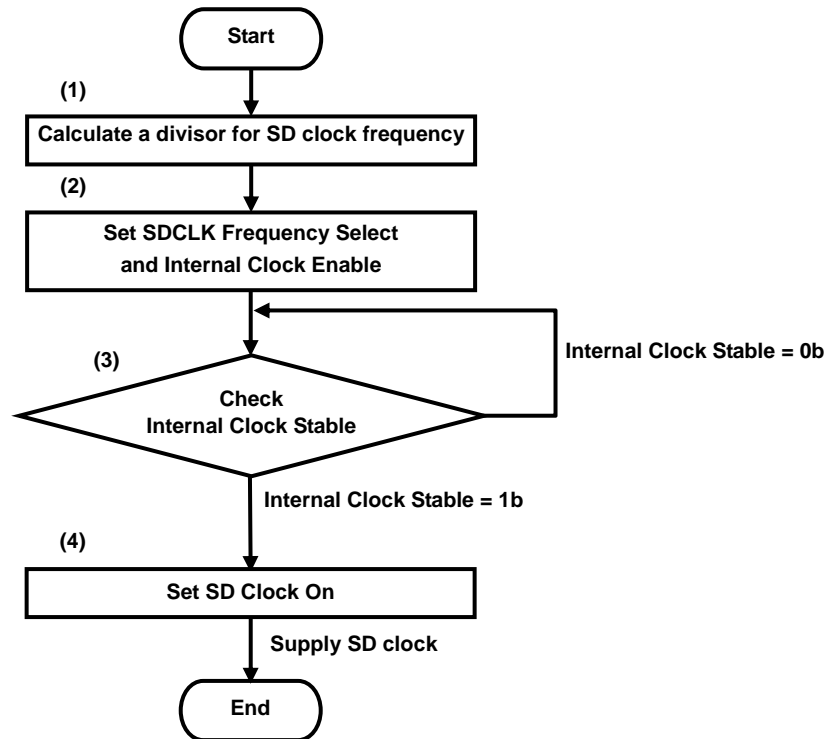 Start
(1)
Calculate a divisor for SD clock frequency
(2)
Set SDCLK Frequency Select
and Internal Clock Enable
Internal Clock Stable = 0b
(3)
Check
Internal Clock Stable
Internal Clock Stable = 1b
(4)
Set SD Clock On
Supply SD clock
End